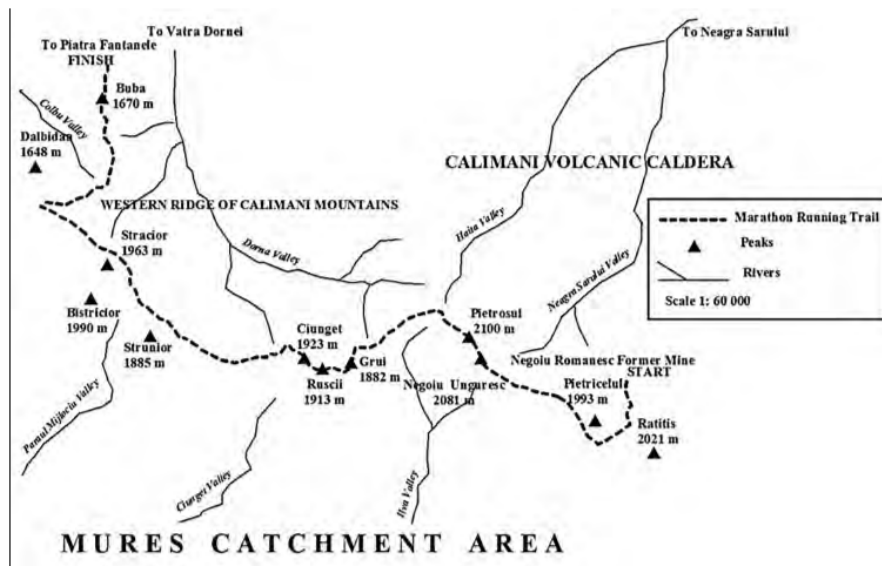 To Vatra Dornei
To Neagra Sarului
To Piatra Fantanele
FINISH
Buba
1670 m
Colbu Valley
Dalbidan
1648 m
CALIMANI VOLCANIC CALDERA
WESTERN RIDGE OF CALIMANI MOUNTAINS
Stracior
1963 m
Dorna Valley
Haita Valley
Neagra Sarului Valley
Marathon Running Trail
Peaks
Rivers
Scale 1: 60 000
Bistricior
1990 m
Strunior
1885 m
Ciunget
1923 m
Ruscii
1913 m
Grui
1882 m
Pietrosul
2100 m
Negoiu Unguresc
2081 m
Negoiu Romanesc Former Mine
START
Pietricelul
1993 m
Ratitis
2021 m
Paraul Mijlociu Valley
Ciunget Valley
Ilva Valley
MURES CATCHMENT AREA